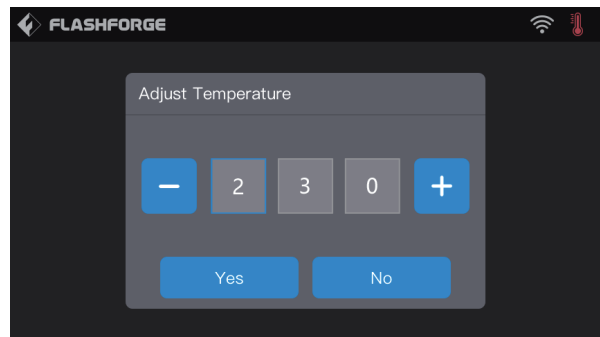 FLASHFORGE
Adjust Temperature
− 2 3 0 +
Yes No